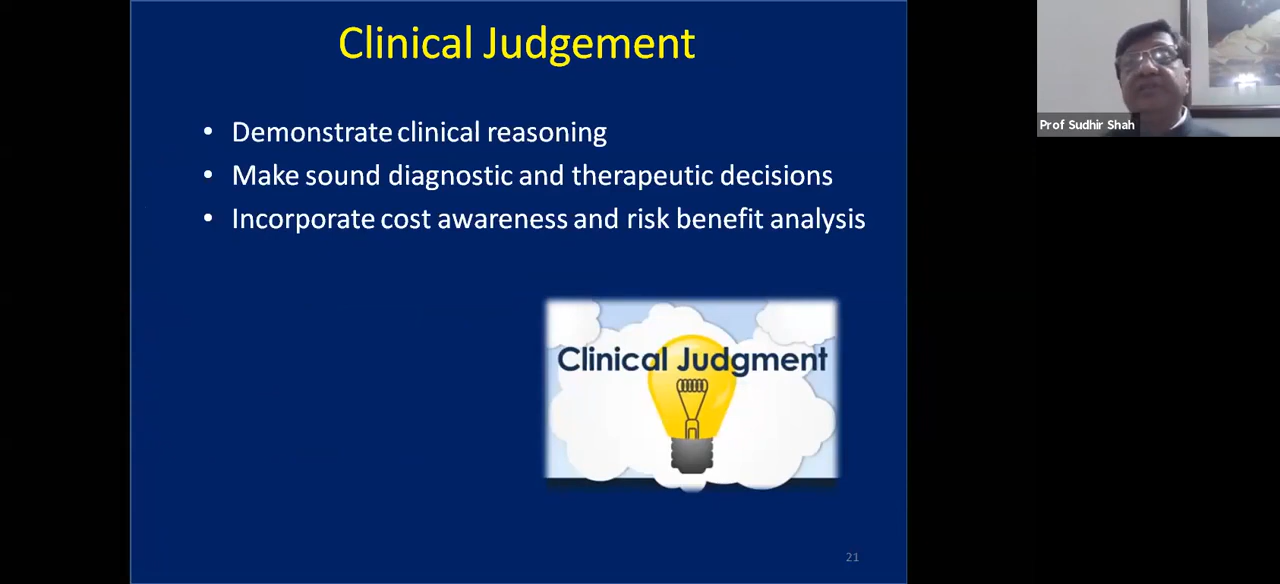 Clinical Judgement
• Demonstrate clinical reasoning
• Make sound diagnostic and therapeutic decisions
• Incorporate cost awareness and risk benefit analysis
Clinical Judgment
21
Prof Sudhir Shah